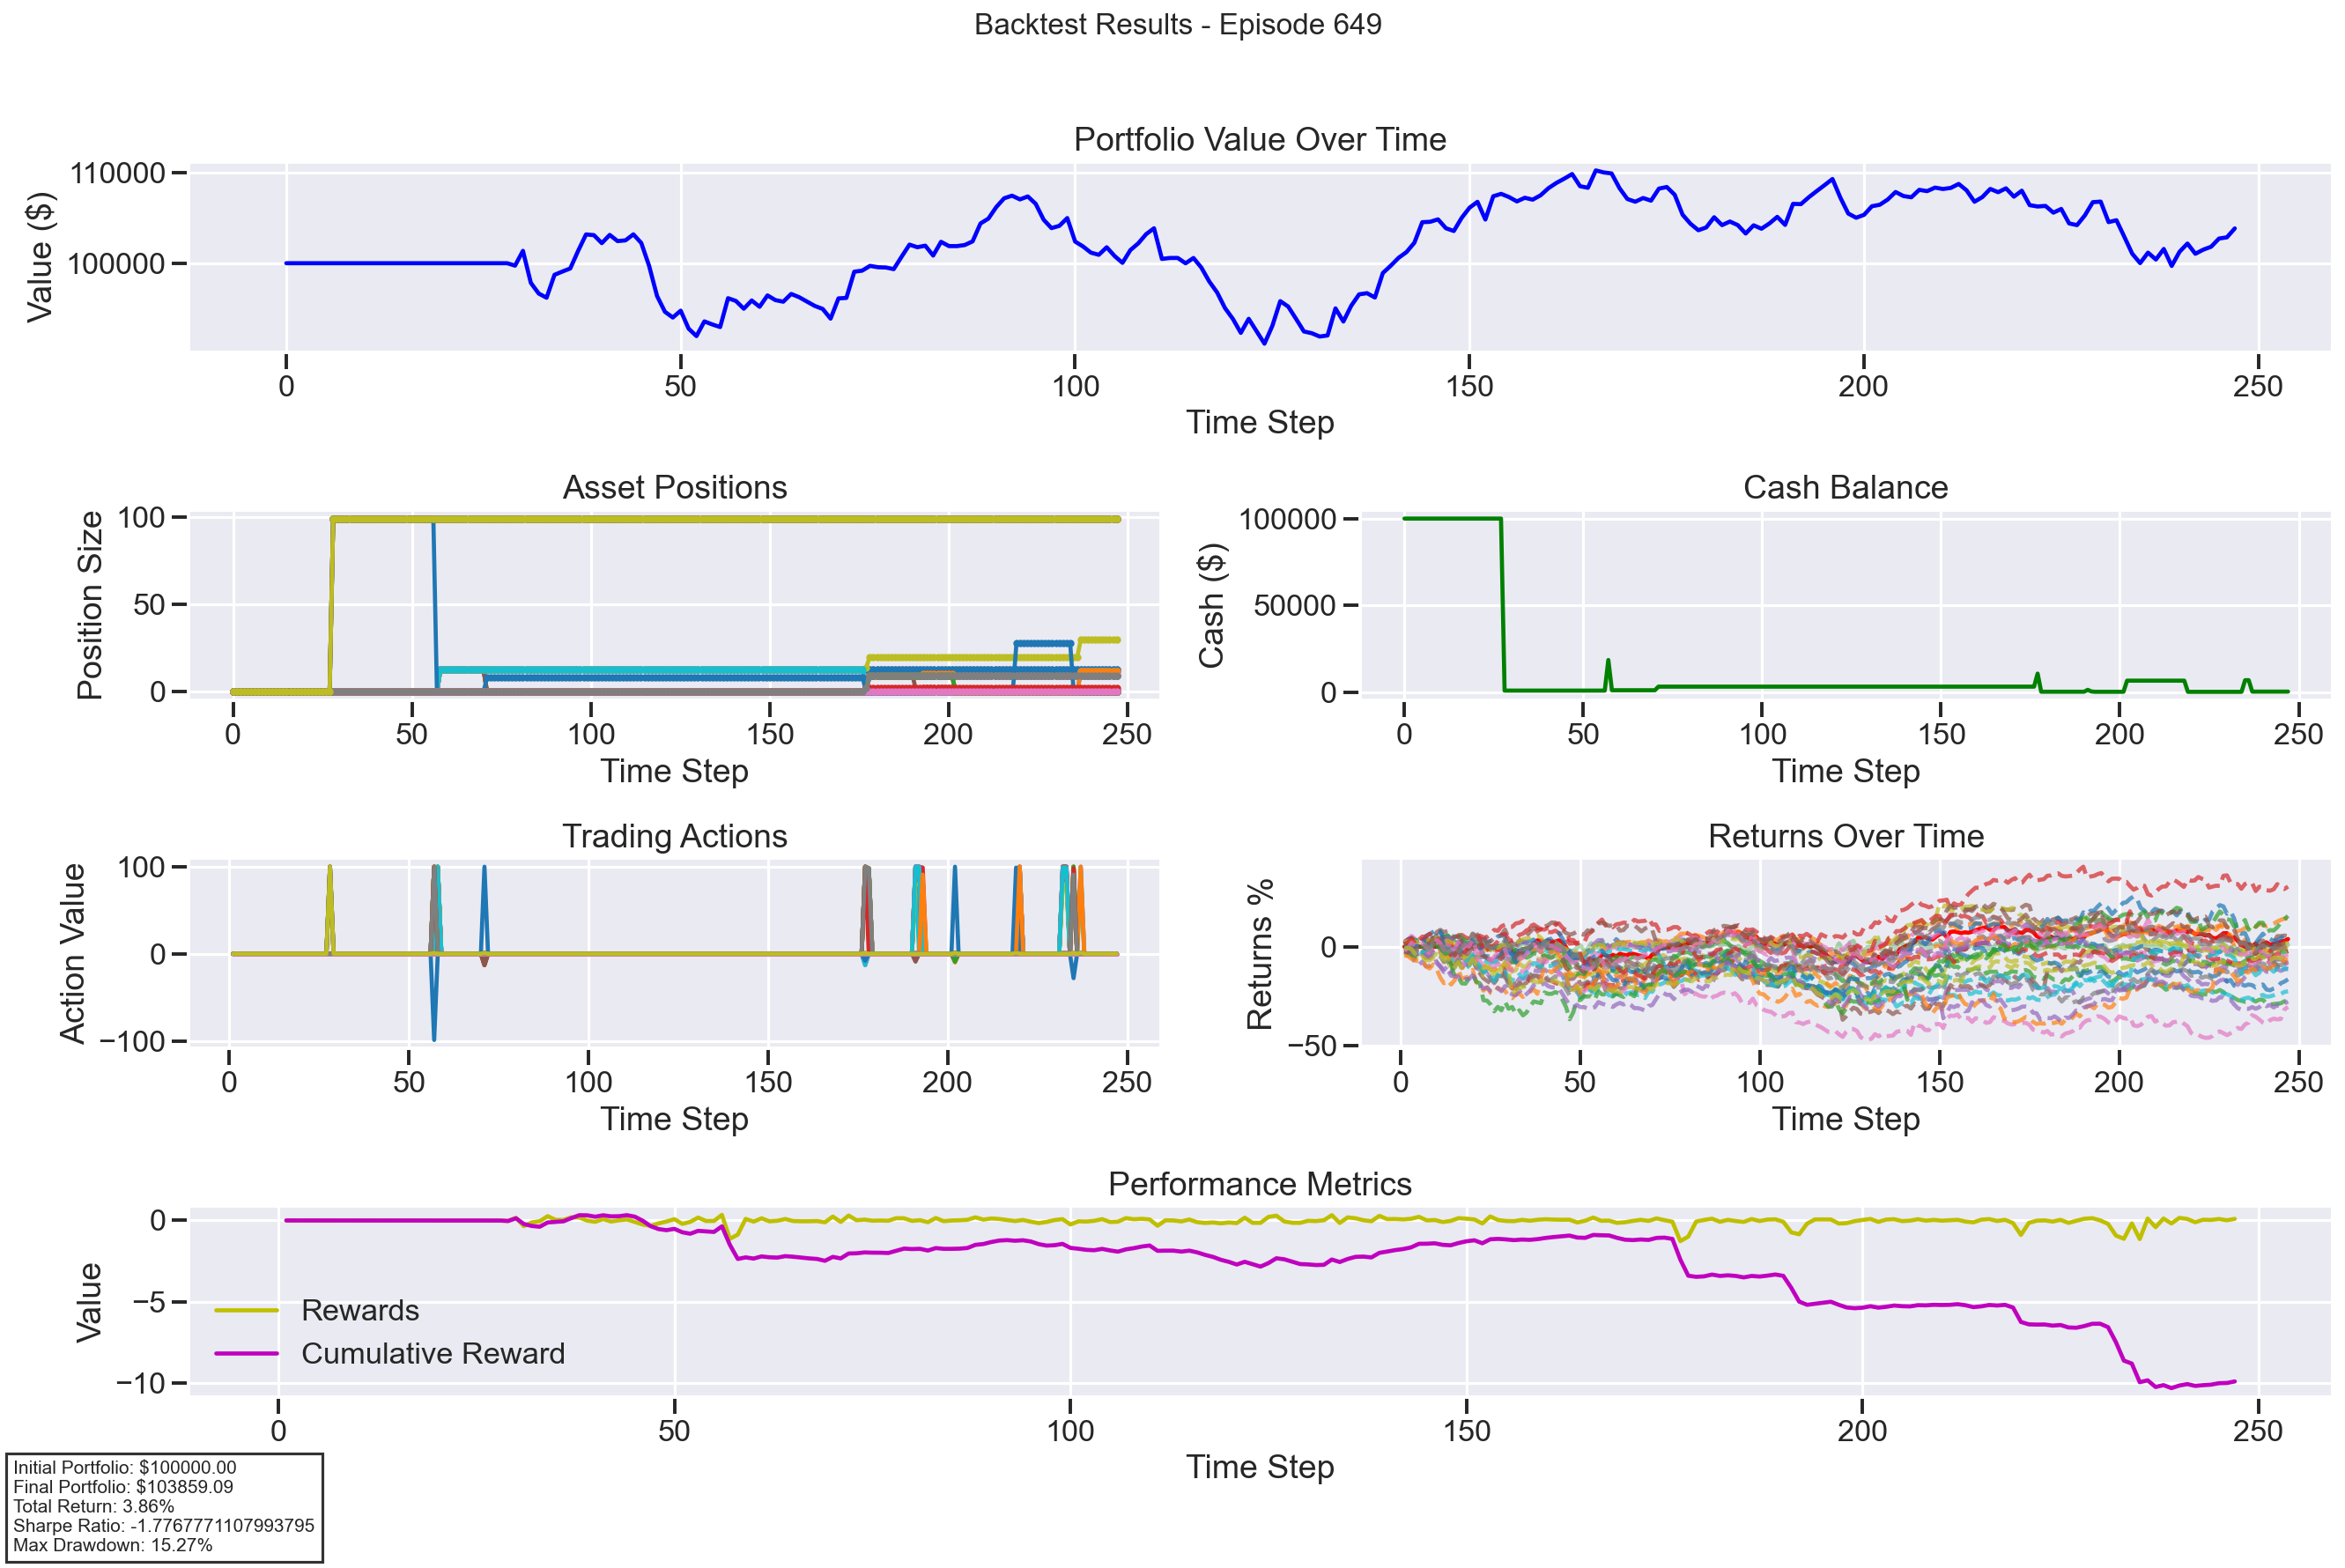 Backtest Results - Episode 649
Portfolio Value Over Time
Value ($)
110000
100000
0 50 100 150 200 250
Time Step
Asset Positions
Position Size
100
50
0
0 50 100 150 200 250
Time Step
Cash Balance
Cash ($)
100000
50000
0
0 50 100 150 200 250
Time Step
Trading Actions
Action Value
100
0
−100
0 50 100 150 200 250
Time Step
Returns Over Time
Returns %
0
−50
0 50 100 150 200 250
Time Step
Performance Metrics
Value
0
−5
−10
Rewards
Cumulative Reward
0 50 100 150 200 250
Time Step
Initial Portfolio: $100000.00
Final Portfolio: $103859.09
Total Return: 3.86%
Sharpe Ratio: -1.7767771107993795
Max Drawdown: 15.27%